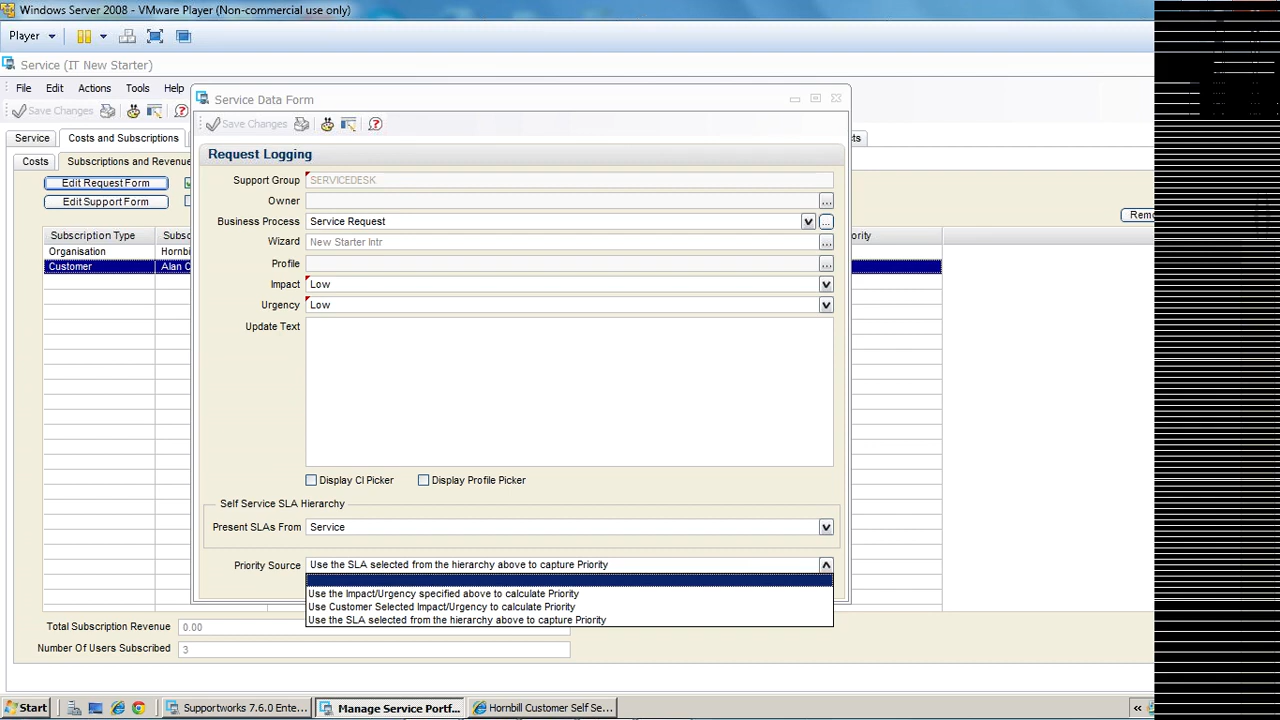 Windows Server 2008 - VMware Player (Non-commercial use only)
Player
Service (IT New Starter)
File Edit Actions Tools Help
Save Changes
Service Data Form
Save Changes
Service Costs and Subscriptions
Costs Subscriptions and Revenue
Request Logging
Edit Request Form
Edit Support Form
Support Group SERVICEDESK
Owner
Business Process Service Request
Wizard New Starter Intr
Profile
Impact Low
Urgency Low
Update Text
Subscription Type
Organisation
Customer
Display CI Picker Display Profile Picker
Self Service SLA Hierarchy
Present SLAs From Service
Priority Source Use the SLA selected from the hierarchy above to capture Priority
Use the Impact/Urgency specified above to calculate Priority
Use Customer Selected Impact/Urgency to calculate Priority
Use the SLA selected from the hierarchy above to capture Priority
Total Subscription Revenue 0.00
Number Of Users Subscribed 3
Start Supportworks 7.6.0 Ente... Manage Service Portf... Hornbill Customer Se...